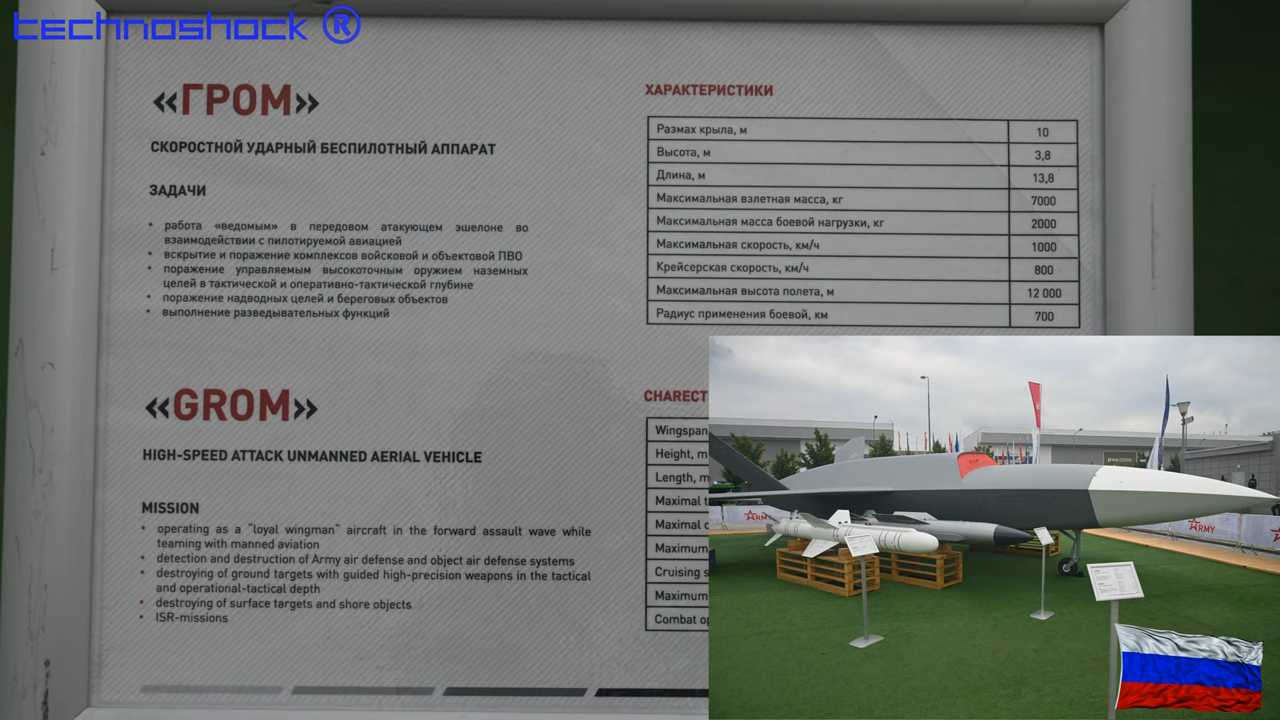 technoshock ®
«ГРОМ»
СКОРОСТНОЙ УДАРНЫЙ БЕСПИЛОТНЫЙ АППАРАТ
ЗАДАЧИ
• работа «ведомым» в передовом атакующем эшелоне во
взаимодействии с пилотируемой авиацией
• вскрытие и поражение комплексов войсковой и объектовой ПВО
• поражение управляемым высокоточным оружием наземных
целей в тактической и оперативно-тактической глубине
• поражение надводных целей и береговых объектов
• выполнение разведывательных функций
ХАРАКТЕРИСТИКИ
Размах крыла, м 10
Высота, м 3,8
Длина, м 13,8
Максимальная взлетная масса, кг 7000
Максимальная масса боевой нагрузки, кг 2000
Максимальная скорость, км/ч 1000
Крейсерская скорость, км/ч 800
Максимальная высота полета, м 12 000
Радиус применения боевой, км 700
«GROM»
HIGH-SPEED ATTACK UNMANNED AERIAL VEHICLE
MISSION
• operating as a “loyal wingman” aircraft in the forward assault wave while
teaming with manned aviation
• detection and destruction of Army air defense and object air defense systems
• destroying of ground targets with guided high-precision weapons in the tactical
and operational-tactical depth
• destroying of surface targets and shore objects
• ISR-missions
CHARECT
Wingspan
Height, m
Length, m
Maximal t
Maximal c
Maximum
Cruising s
Maximum
Combat op
ARMY
ARMY